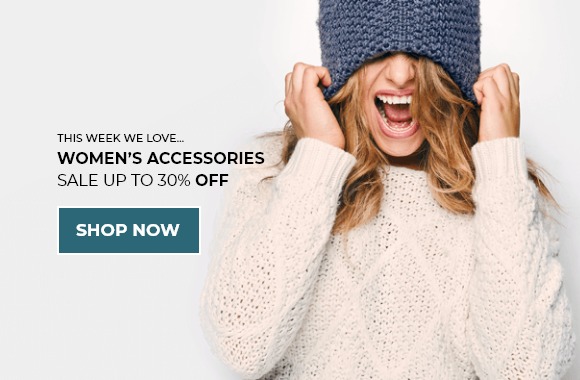 THIS WEEK WE LOVE...
WOMEN'S ACCESSORIES
SALE UP TO 30% OFF
SHOP NOW